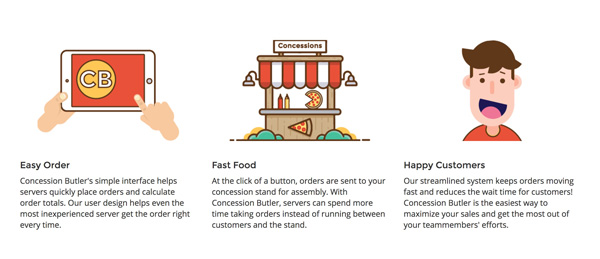 CB
Concessions
Easy Order
Concession Butler's simple interface helps
servers quickly place orders and calculate
order totals. Our user design helps even the
most inexperienced server get the order right
every time.
Fast Food
At the click of a button, orders are sent to your
concession stand for assembly. With
Concession Butler, servers can spend more
time taking orders instead of running between
customers and the stand.
Happy Customers
Our streamlined system keeps orders moving
fast and reduces the wait time for customers!
Concession Butler is the easiest way to
maximize your sales and get the most out of
your teammembers' efforts.